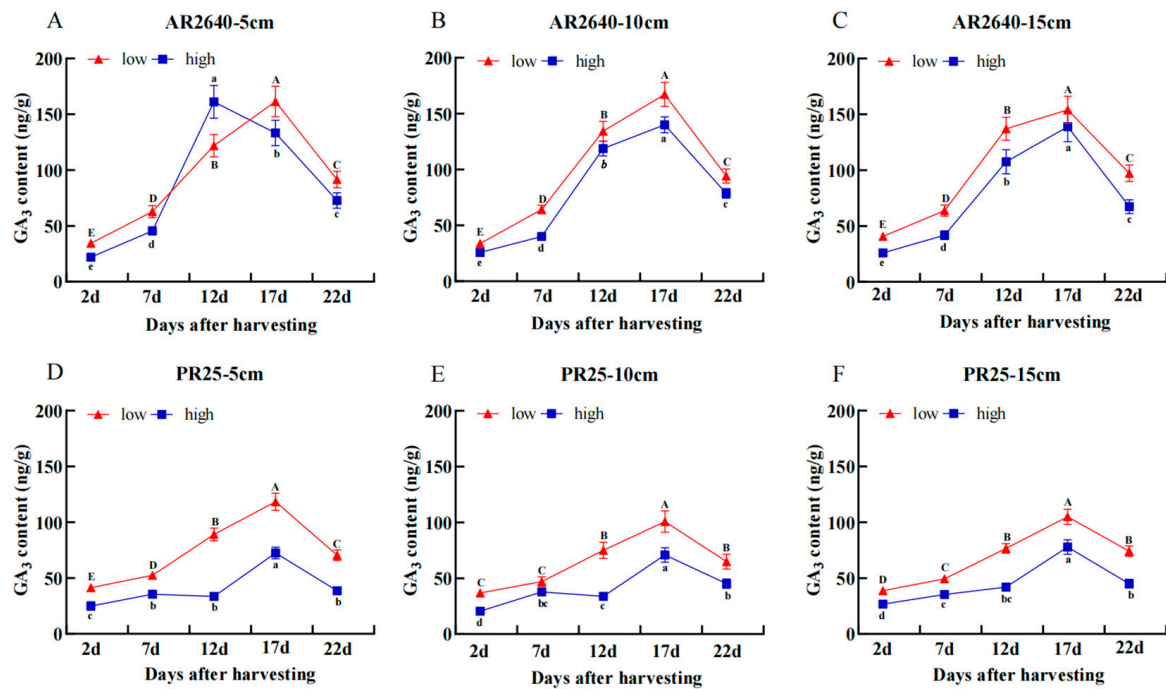 A AR2640-5cm
low high
GA3 content (ng/g)
200
150
100
50
0
E D B A C
e d a b c
2d 7d 12d 17d 22d
Days after harvesting
B AR2640-10cm
low high
GA3 content (ng/g)
200
150
100
50
0
E D B A C
e d b a c
2d 7d 12d 17d 22d
Days after harvesting
C AR2640-15cm
low high
GA3 content (ng/g)
200
150
100
50
0
E D B A C
e d b a c
2d 7d 12d 17d 22d
Days after harvesting
D PR25-5cm
low high
GA3 content (ng/g)
200
150
100
50
0
E D B A C
c b b a b
2d 7d 12d 17d 22d
Days after harvesting
E PR25-10cm
low high
GA3 content (ng/g)
200
150
100
50
0
C C B A B
d bc c a b
2d 7d 12d 17d 22d
Days after harvesting
F PR25-15cm
low high
GA3 content (ng/g)
200
150
100
50
0
D C B A B
d c bc a b
2d 7d 12d 17d 22d
Days after harvesting